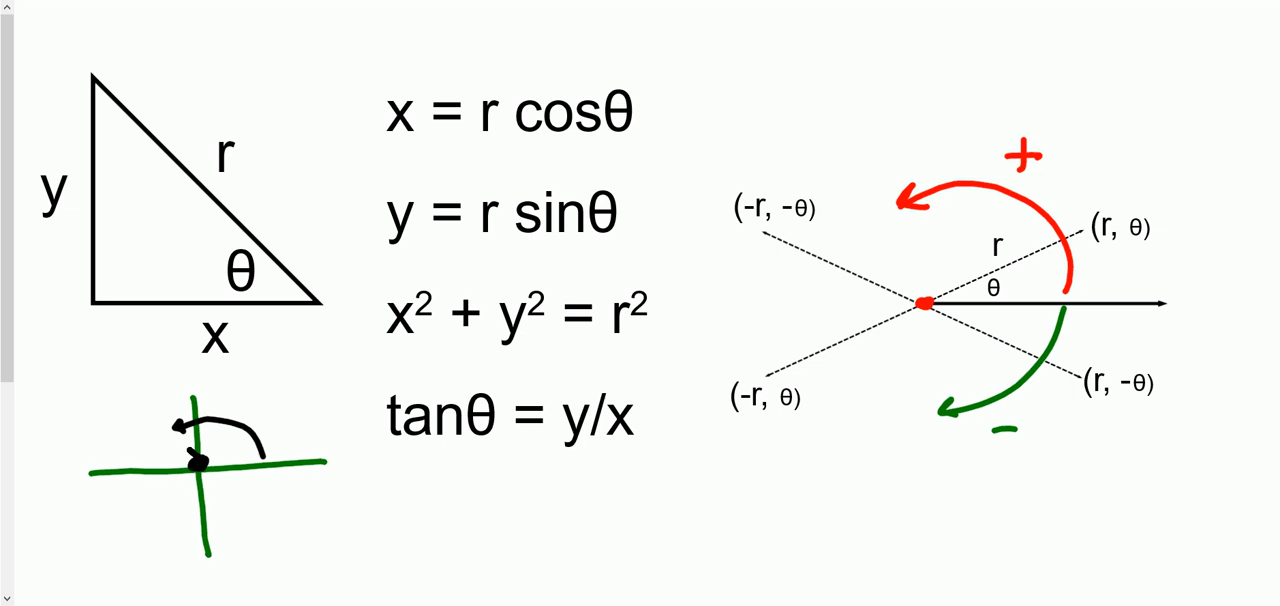 y
r
θ
x
x = r cosθ
y = r sinθ
x² + y² = r²
tanθ = y/x
+
(-r, -θ)
(r, θ)
r
θ
(-r, θ)
(r, -θ)
−